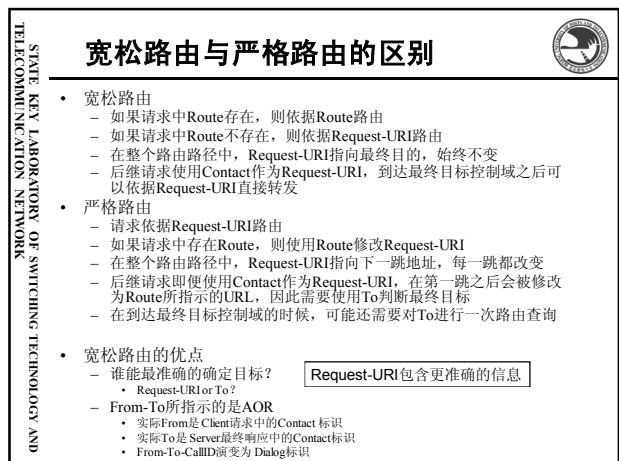 宽松路由与严格路由的区别
STATE KEY LABORATORY OF SWITCHING TECHNOLOGY AND
TELECOMMUNICATION NETWORK
• 宽松路由
– 如果请求中Route存在，则依据Route路由
– 如果请求中Route不存在，则依据Request-URI路由
– 在整个路由路径中，Request-URI指向最终目的，始终不变
– 后继请求使用Contact作为Request-URI，到达最终目标控制域之后可
以依据Request-URI直接转发
• 严格路由
– 请求依据Request-URI路由
– 如果请求中存在Route，则使用Route修改Request-URI
– 在整个路由路径中，Request-URI指向下一跳地址，每一跳都改变
– 后继请求即便使用Contact作为Request-URI，在第一跳之后会被修改
为Route所指示的URL，因此需要使用To判断最终目标
– 在到达最终目标控制域的时候，可能还需要对To进行一次路由查询
• 宽松路由的优点
– 谁能最准确的确定目标？
• Request-URI or To？
Request-URI包含更准确的信息
– From-To所指示的是AOR
• 实际From是 Client请求中的Contact 标识
• 实际To是 Server最终响应中的Contact标识
• From-To-CallID演变为 Dialog标识